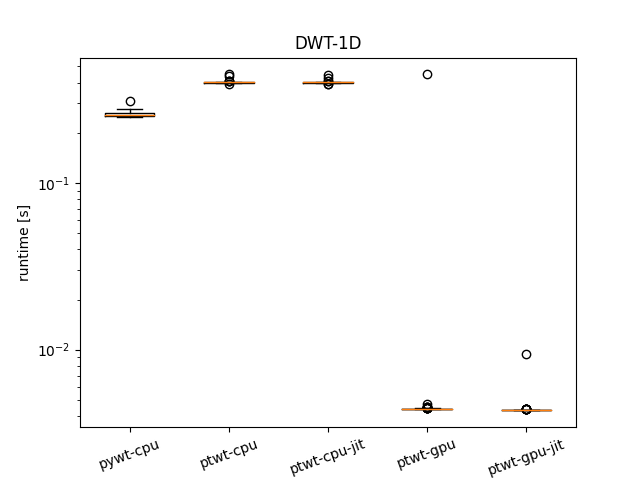 DWT-1D
runtime [s]
10⁻¹
10⁻²
pywt-cpu
ptwt-cpu
ptwt-cpu-jit
ptwt-gpu
ptwt-gpu-jit